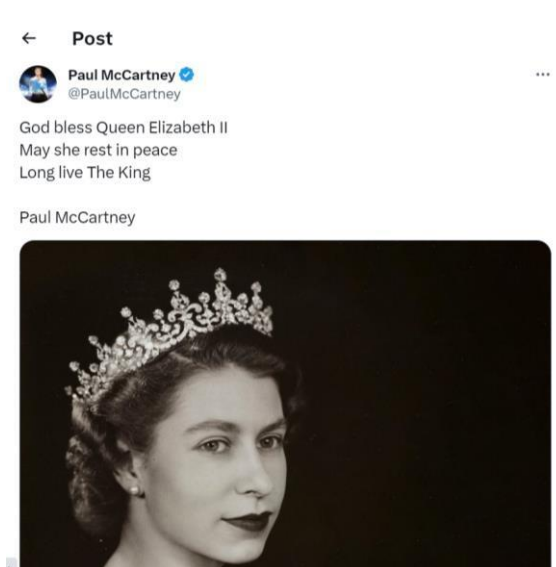 Post
Paul McCartney
@PaulMcCartney
God bless Queen Elizabeth II
May she rest in peace
Long live The King
Paul McCartney